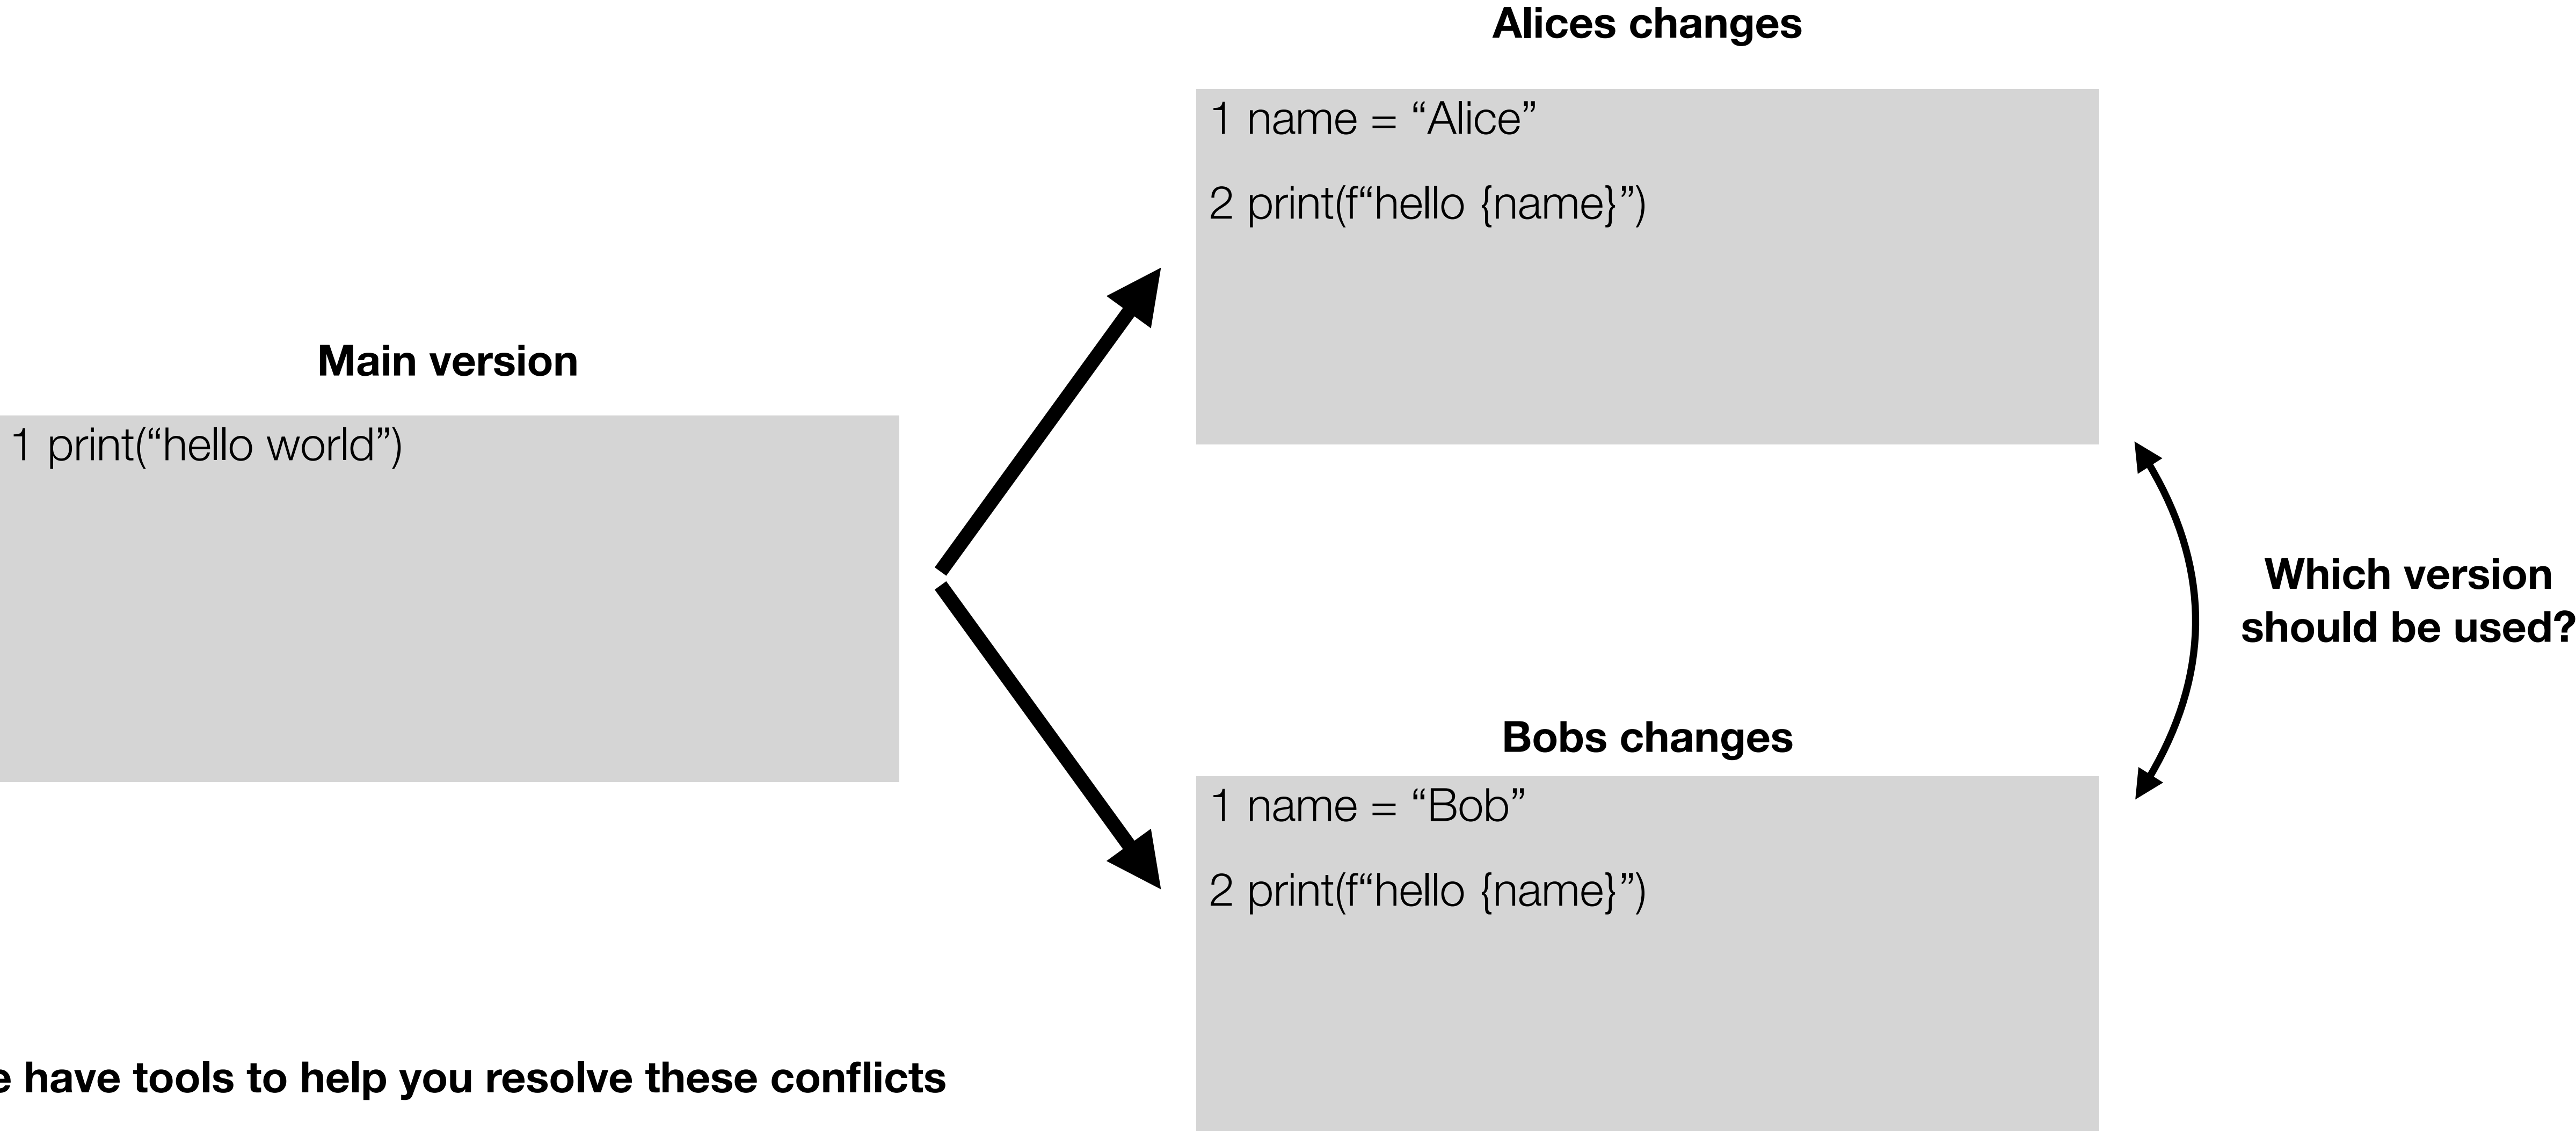 Alices changes
1 name = “Alice”
2 print(f“hello {name}”)
Main version
1 print(“hello world”)
Which version
should be used?
Bobs changes
1 name = “Bob”
2 print(f“hello {name}”)
have tools to help you resolve these conflicts